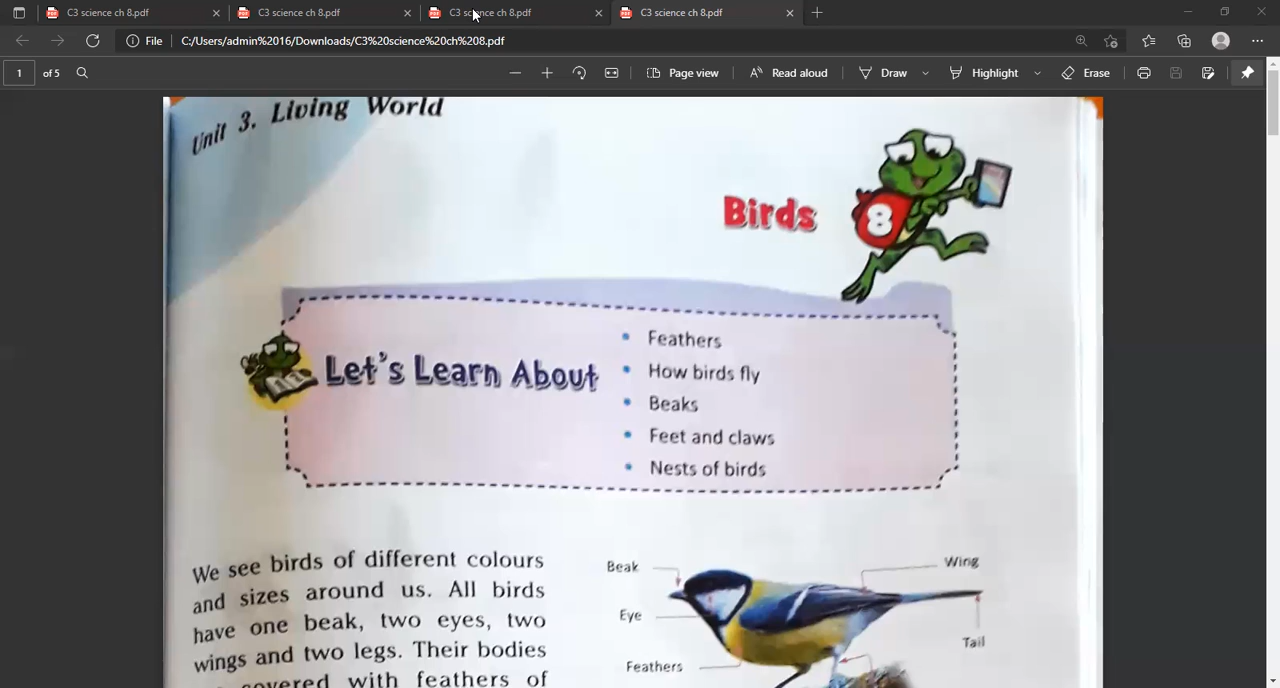 C3 science ch 8.pdf
C3 science ch 8.pdf
C3 science ch 8.pdf
C3 science ch 8.pdf
File
C:/Users/admin%2016/Downloads/C3%20science%20ch%208.pdf
1 of 5
Page view
Read aloud
Draw
Highlight
Erase
Unit 3. Living World
Birds
8
Let's Learn About
Feathers
How birds fly
Beaks
Feet and claws
Nests of birds
We see birds of different colours
and sizes around us. All birds
have one beak, two eyes, two
wings and two legs. Their bodies
covered with feathers of
Beak
Eye
Feathers
Wing
Tail